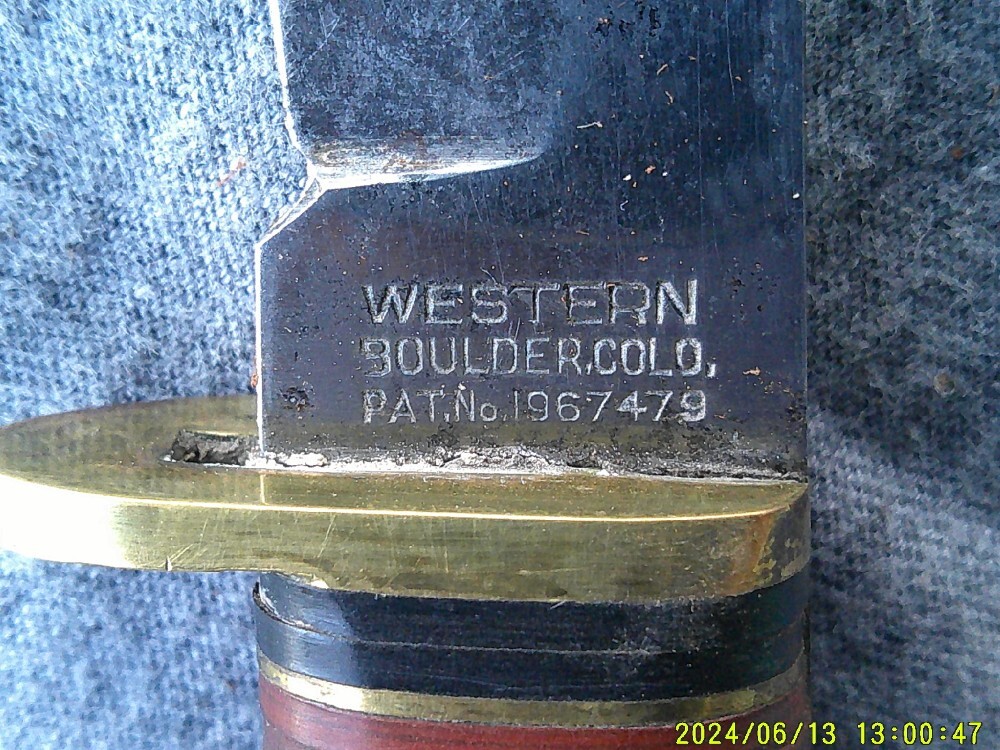 WESTERN
BOULDER,COLO,
PAT,No,1967479
2024/06/13 13:00:47